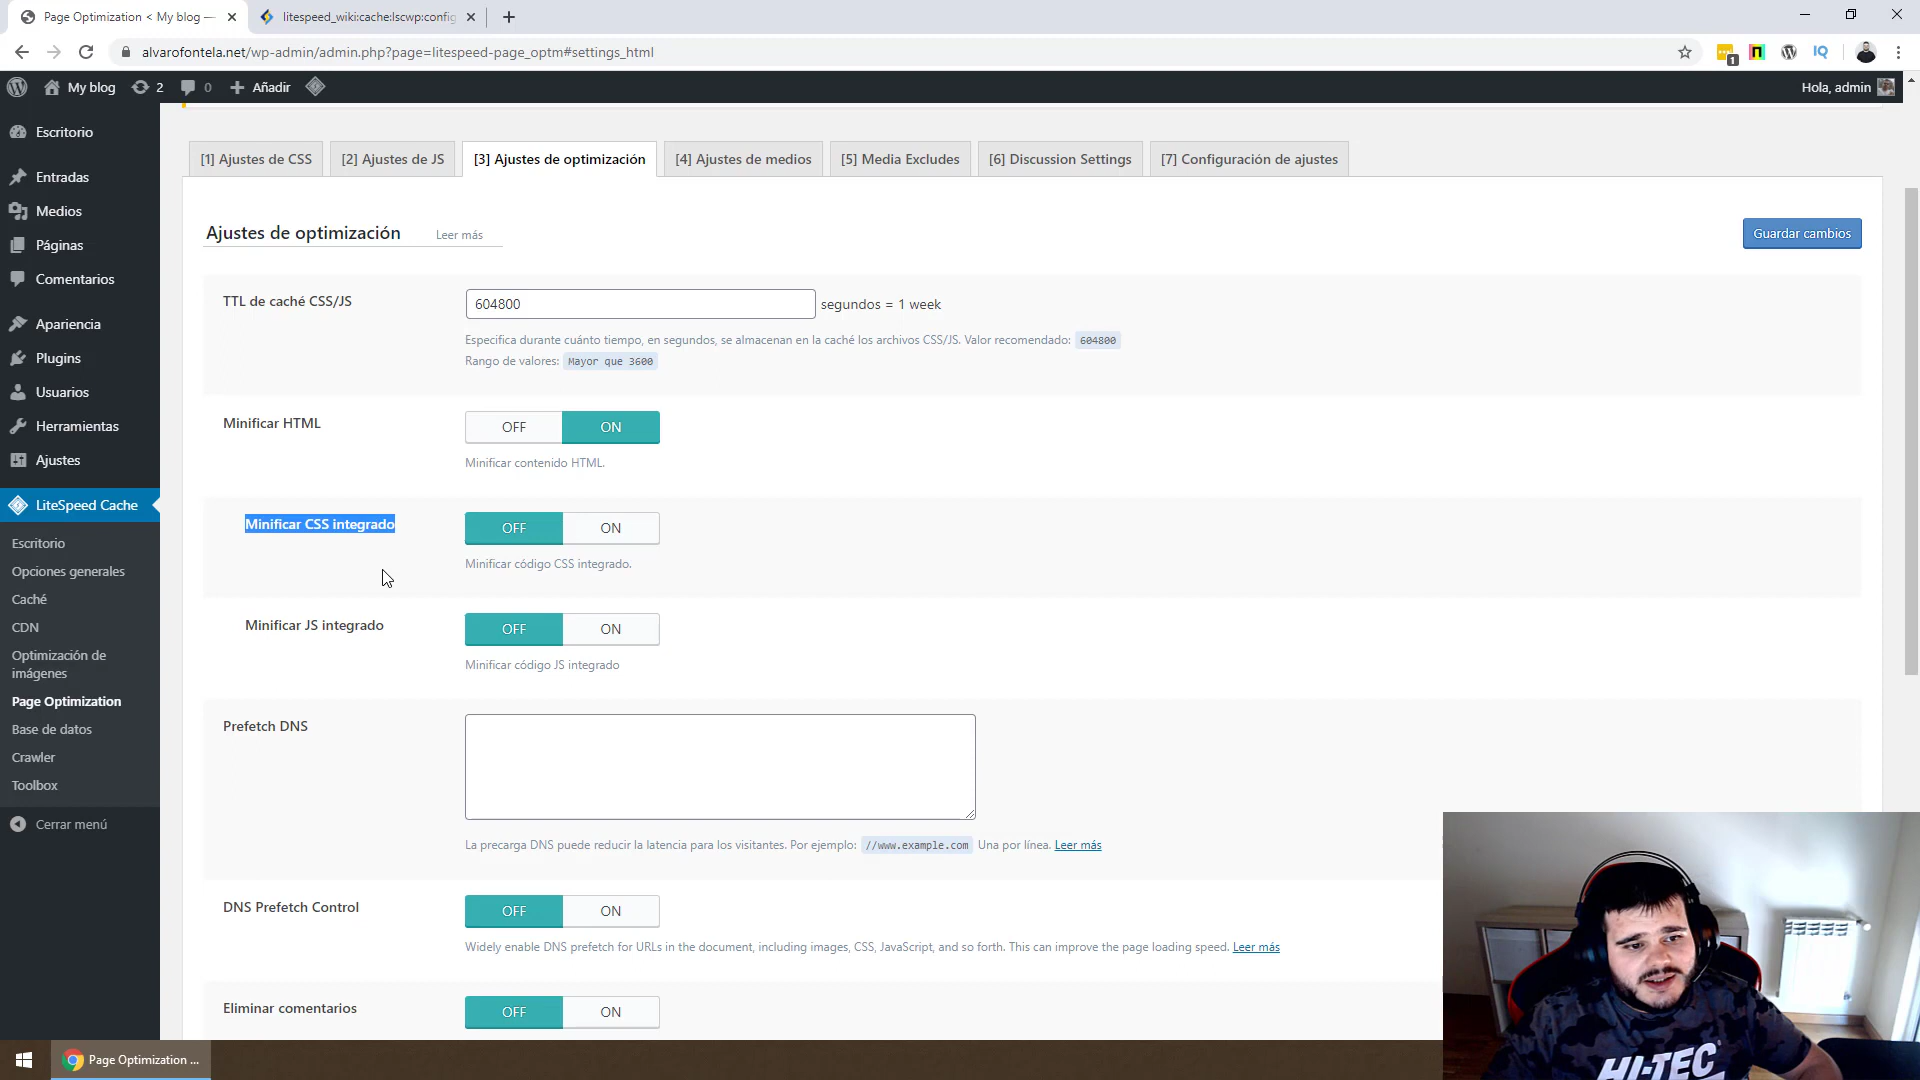 Page Optimization < My blog —
litespeed_wiki:cache:lscwp:config
alvarofontela.net/wp-admin/admin.php?page=litespeed-page_optm#settings_html
1
IQ
My blog
2
0
Añadir
Hola, admin
Escritorio
Entradas
Medios
Páginas
Comentarios
Apariencia
Plugins
Usuarios
Herramientas
Ajustes
LiteSpeed Cache
Escritorio
Opciones generales
Caché
CDN
Optimización de
imágenes
Page Optimization
Base de datos
Crawler
Toolbox
Cerrar menú
[1] Ajustes de CSS
[2] Ajustes de JS
[3] Ajustes de optimización
[4] Ajustes de medios
[5] Media Excludes
[6] Discussion Settings
[7] Configuración de ajustes
Ajustes de optimización
Leer más
Guardar cambios
TTL de caché CSS/JS
604800
segundos = 1 week
Especifica durante cuánto tiempo, en segundos, se almacenan en la caché los archivos CSS/JS. Valor recomendado: 604800
Rango de valores: Mayor que 3600
Minificar HTML
OFF ON
Minificar contenido HTML.
Minificar CSS integrado
OFF ON
Minificar código CSS integrado.
Minificar JS integrado
OFF ON
Minificar código JS integrado
Prefetch DNS
La precarga DNS puede reducir la latencia para los visitantes. Por ejemplo: //www.example.com Una por línea. Leer más
DNS Prefetch Control
OFF ON
Widely enable DNS prefetch for URLs in the document, including images, CSS, JavaScript, and so forth. This can improve the page loading speed. Leer más
Eliminar comentarios
OFF ON
HI-TEC
Page Optimization ...